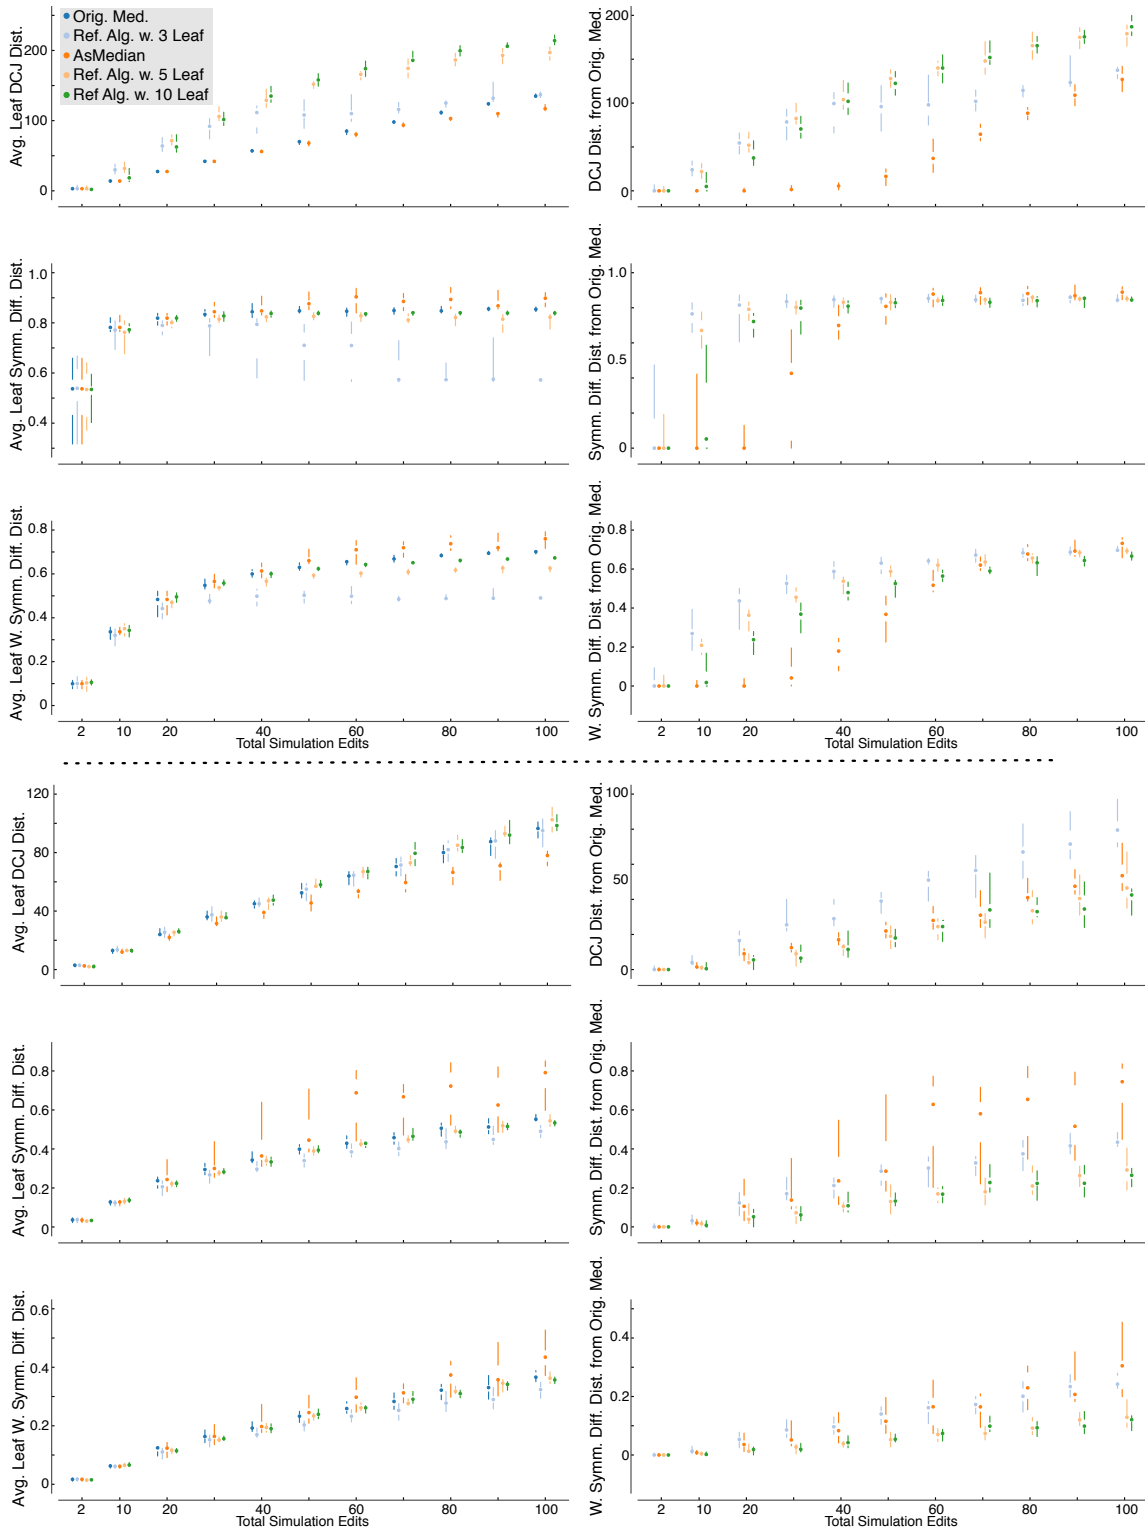 Orig. Med.
Ref. Alg. w. 3 Leaf
AsMedian
Ref. Alg. w. 5 Leaf
Ref Alg. w. 10 Leaf
Avg. Leaf DCJ Dist.
200
100
0
DCJ Dist. from Orig. Med.
200
100
0
Avg. Leaf Symm. Diff. Dist.
1.0
0.8
0.6
0.4
Symm. Diff. Dist. from Orig. Med.
1.0
0.5
0
Avg. Leaf W. Symm. Diff. Dist.
0.8
0.6
0.4
0.2
0
2 10 20 40 60 80 100
Total Simulation Edits
W. Symm. Diff. Dist. from Orig. Med.
0.8
0.6
0.4
0.2
0
2 10 20 40 60 80 100
Total Simulation Edits
Avg. Leaf DCJ Dist.
120
80
40
0
DCJ Dist. from Orig. Med.
100
50
0
Avg. Leaf Symm. Diff. Dist.
0.8
0.6
0.4
0.2
0
Symm. Diff. Dist. from Orig. Med.
0.8
0.6
0.4
0.2
0
Avg. Leaf W. Symm. Diff. Dist.
0.6
0.4
0.2
0
2 10 20 40 60 80 100
Total Simulation Edits
W. Symm. Diff. Dist. from Orig. Med.
0.4
0.2
0
2 10 20 40 60 80 100
Total Simulation Edits